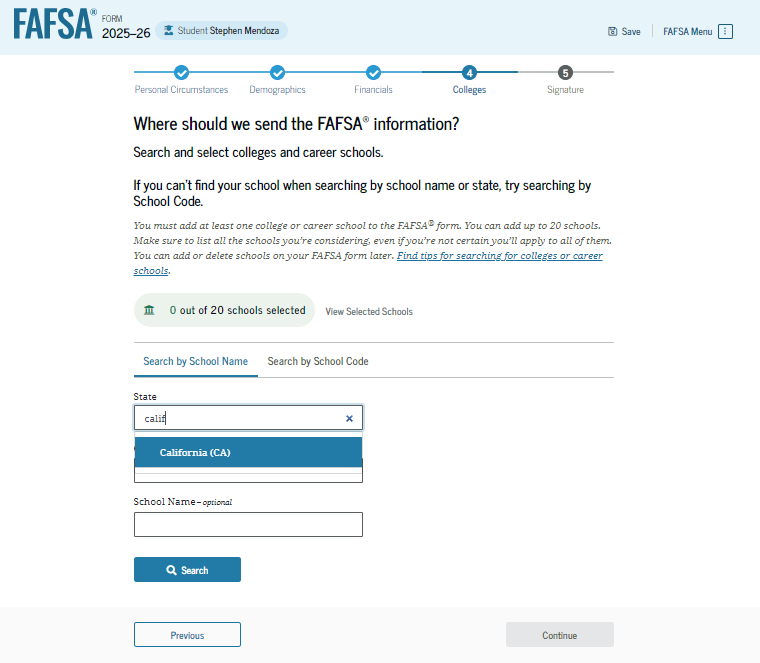 FAFSA® FORM
2025–26
Student Stephen Mendoza
Save
FAFSA Menu
4
5
Personal Circumstances
Demographics
Financials
Colleges
Signature
Where should we send the FAFSA® information?
Search and select colleges and career schools.
If you can't find your school when searching by school name or state, try searching by
School Code.
You must add at least one college or career school to the FAFSA® form. You can add up to 20 schools.
Make sure to list all the schools you're considering, even if you're not certain you'll apply to all of them.
You can add or delete schools on your FAFSA form later. Find tips for searching for colleges or career
schools.
0 out of 20 schools selected
View Selected Schools
Search by School Name
Search by School Code
State
calif
California (CA)
School Name – optional
Search
Previous
Continue